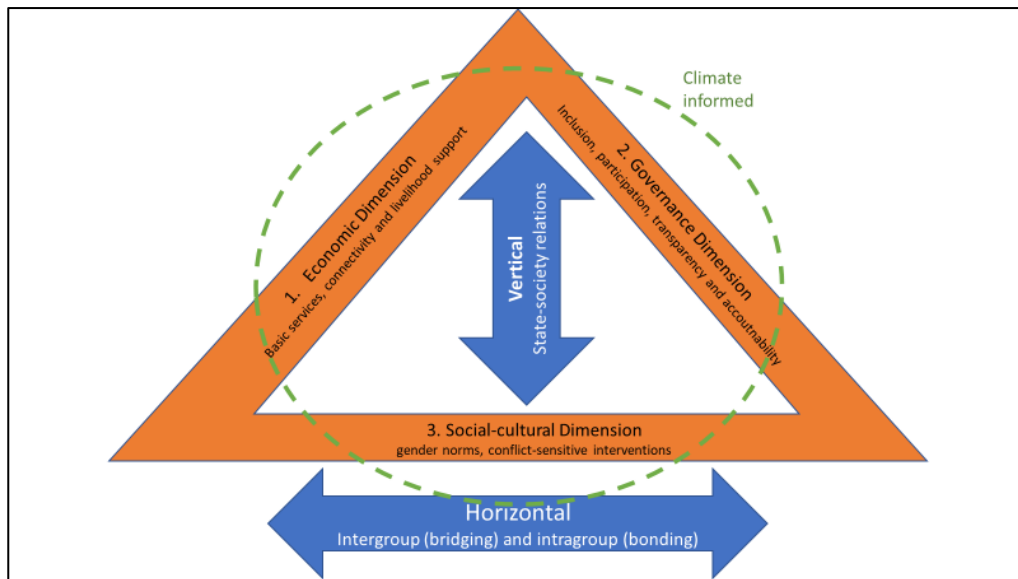 Climate
informed
1. Economic Dimension
Basic services, connectivity and livelihood support
2. Governance Dimension
Inclusion, participation, transparency and accoutnability
Vertical
State-society relations
3. Social-cultural Dimension
gender norms, conflict-sensitive interventions
Horizontal
Intergroup (bridging) and intragroup (bonding)